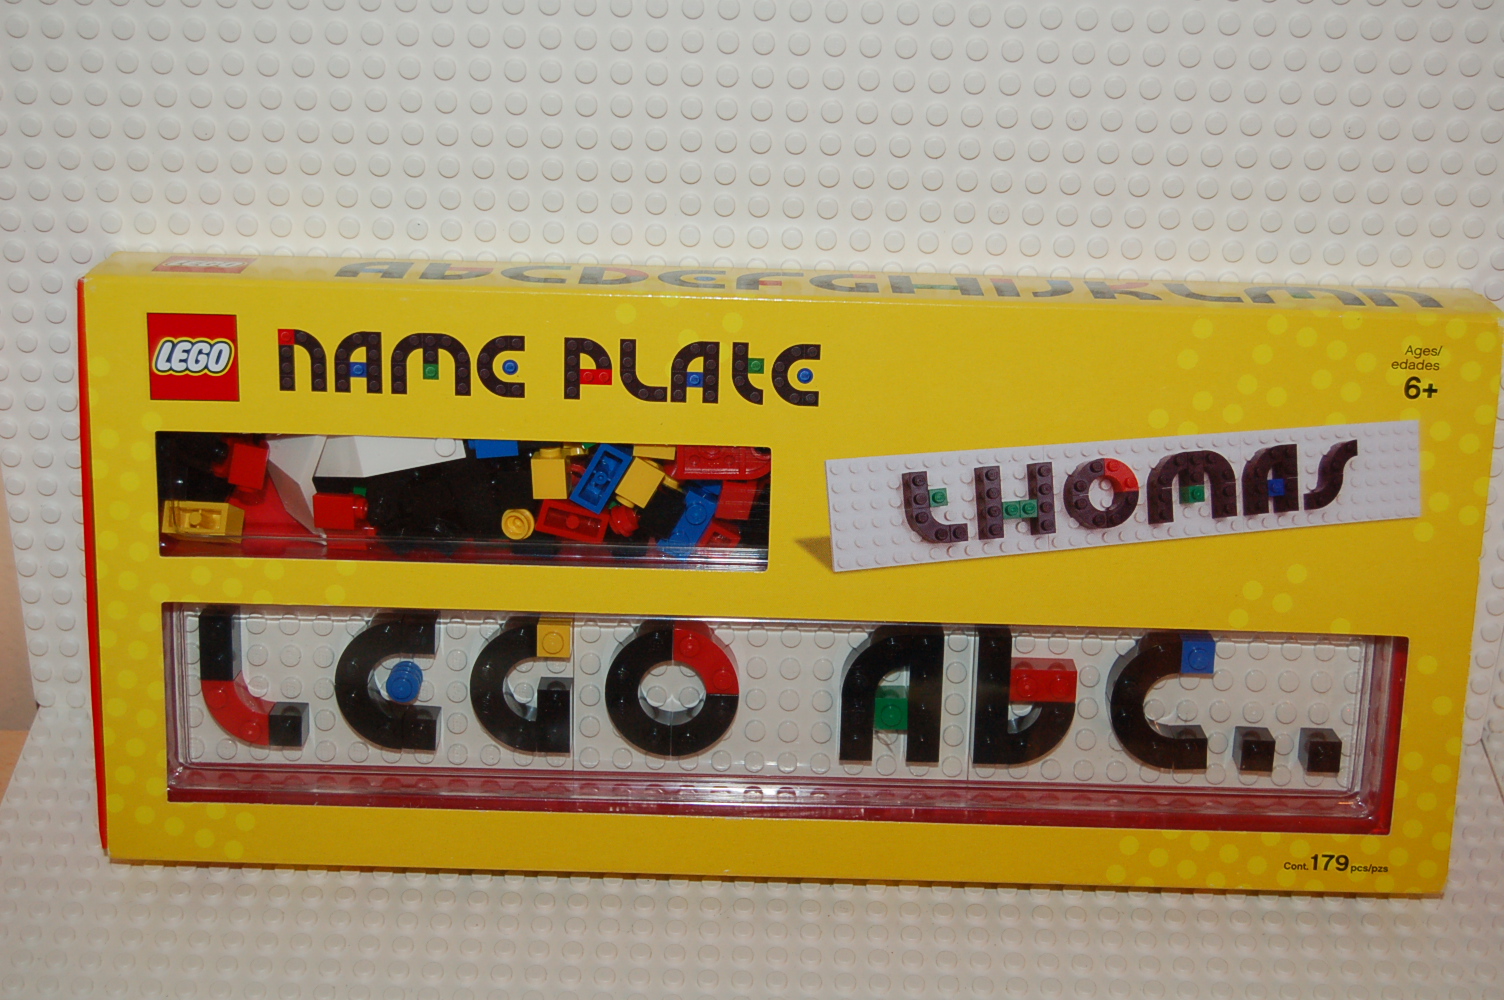 LEGO
ABCDEFGHIJKLMN
LEGO
NAME PLATE
Ages/
edades
6+
THOMAS
LEGO AbC..
Cont. 179 pcs/pzs